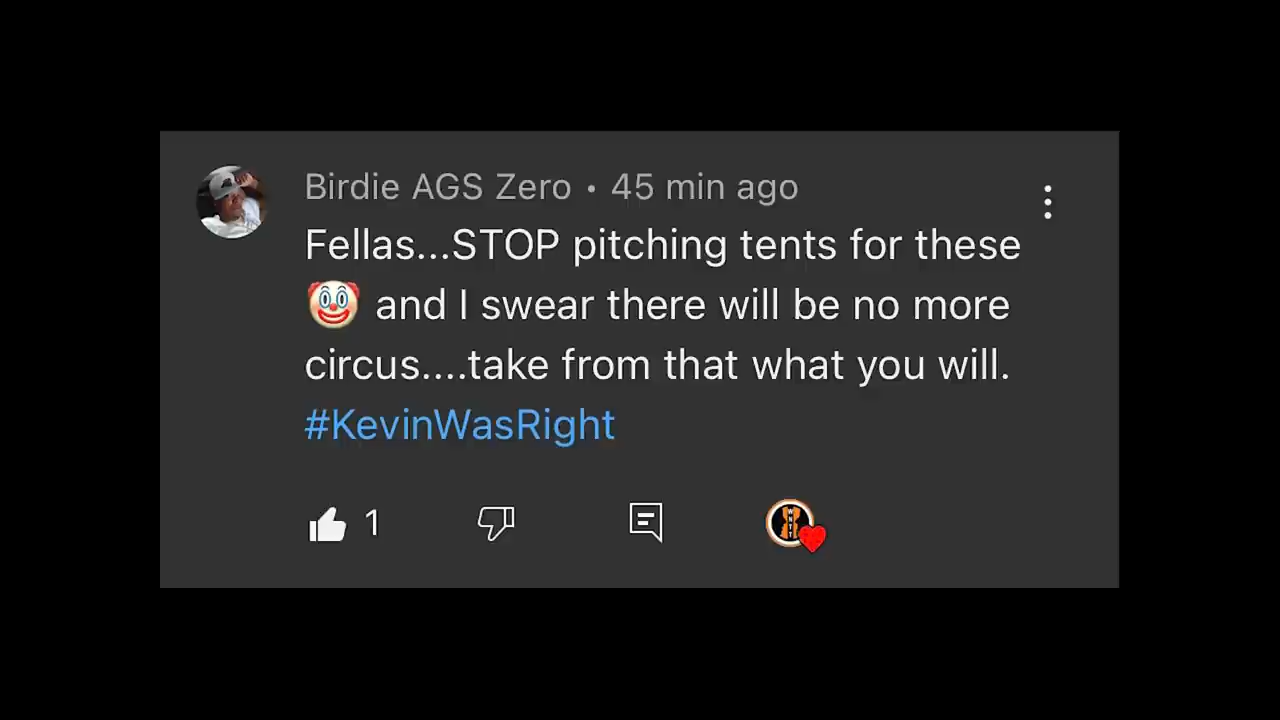 Birdie AGS Zero • 45 min ago
Fellas...STOP pitching tents for these
🤡 and I swear there will be no more
circus....take from that what you will.
#KevinWasRight
1